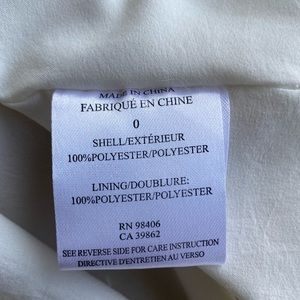 MADE IN CHINA
FABRIQUÉ EN CHINE
0
SHELL/EXTÉRIEUR
100%POLYESTER/POLYESTER
LINING/DOUBLURE:
100%POLYESTER/POLYESTER
RN 98406
CA 39862
SEE REVERSE SIDE FOR CARE INSTRUCTION
DIRECTIVE D'ENTRETIEN AU VERSO